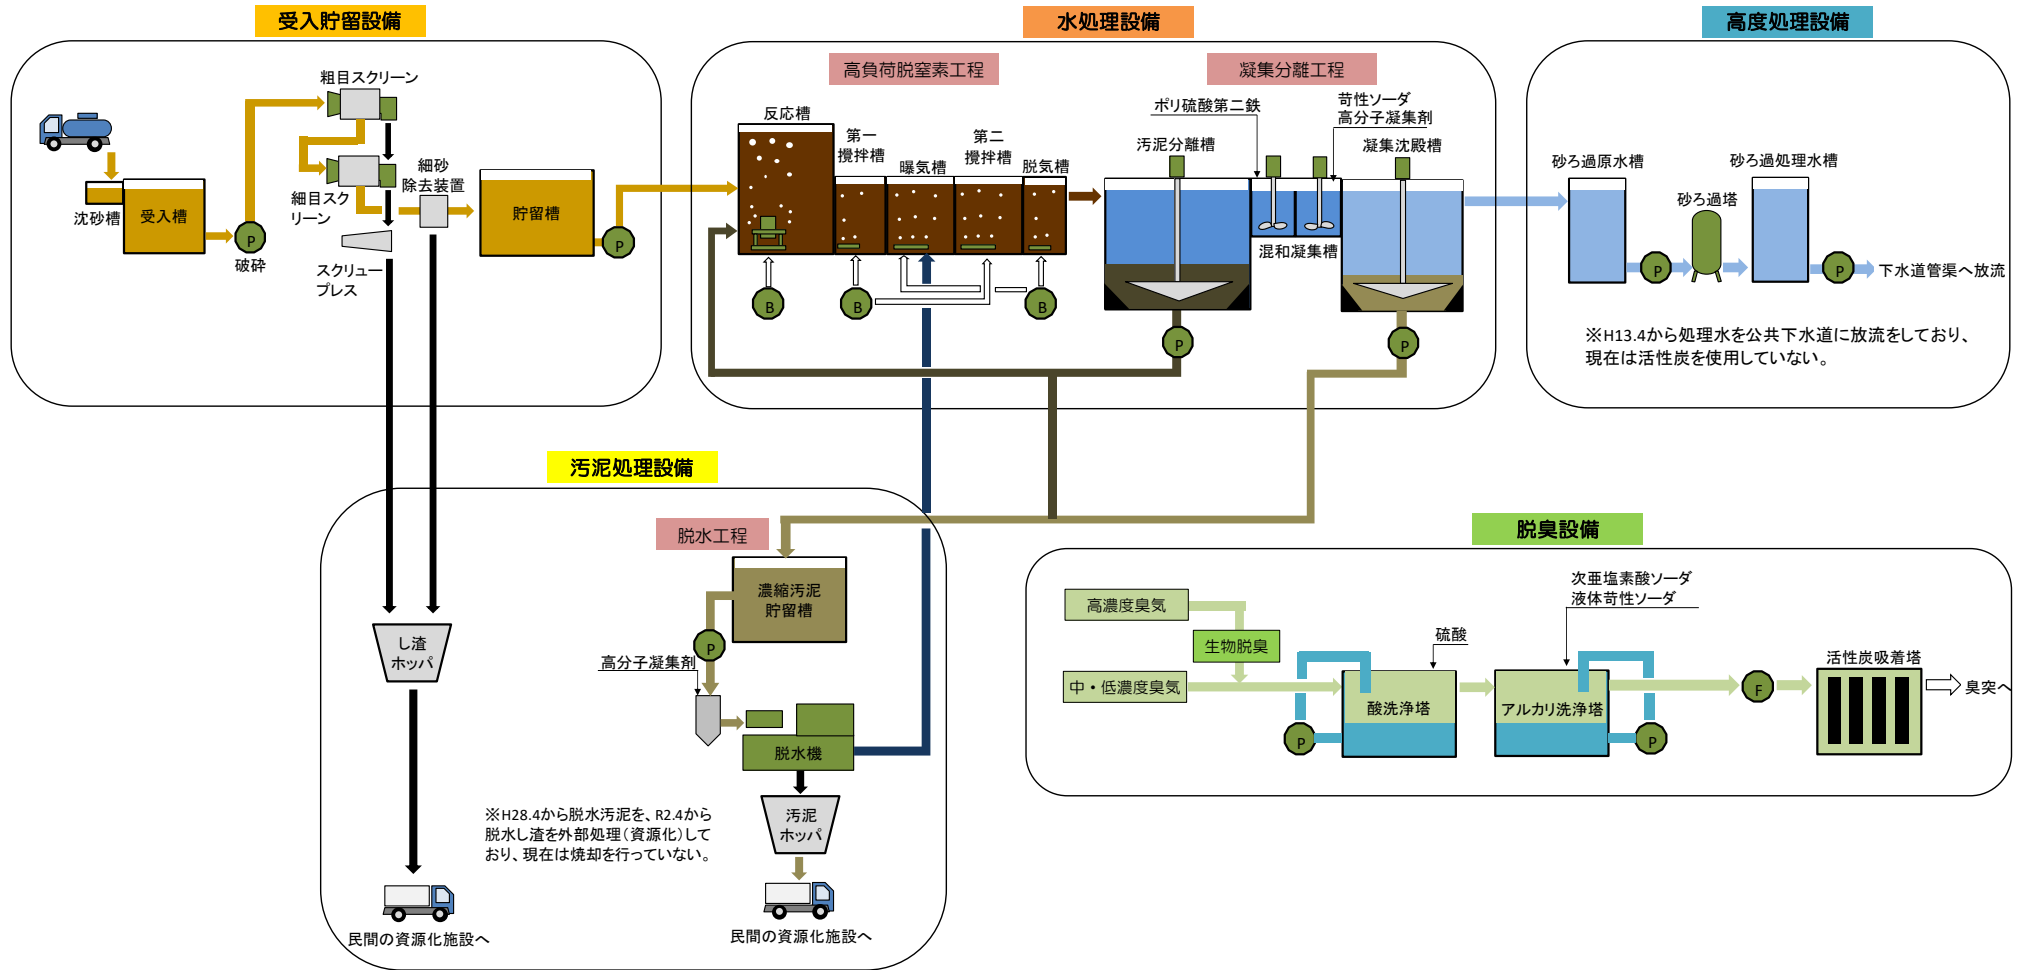 受入貯留設備
粗目スクリーン
細目スク
リーン
細砂
除去装置
沈砂槽
受入槽
P
破砕
スクリュー
プレス
貯留槽
P
水処理設備
高負荷脱窒素工程
凝集分離工程
反応槽
第一
攪拌槽
曝気槽
第二
攪拌槽
脱気槽
B
B
B
ポリ硫酸第二鉄
苛性ソーダ
高分子凝集剤
汚泥分離槽
混和凝集槽
凝集沈殿槽
P
P
高度処理設備
砂ろ過原水槽
砂ろ過塔
砂ろ過処理水槽
P
P
下水道管渠へ放流
※H13.4から処理水を公共下水道に放流をしており、
現在は活性炭を使用していない。
汚泥処理設備
脱水工程
濃縮汚泥
貯留槽
P
高分子凝集剤
脱水機
し渣
ホッパ
汚泥
ホッパ
※H28.4から脱水汚泥を、R2.4から
脱水し渣を外部処理(資源化)して
おり、現在は焼却を行っていない。
民間の資源化施設へ
民間の資源化施設へ
脱臭設備
高濃度臭気
生物脱臭
中・低濃度臭気
硫酸
酸洗浄塔
P
次亜塩素酸ソーダ
液体苛性ソーダ
アルカリ洗浄塔
P
F
活性炭吸着塔
臭突へ